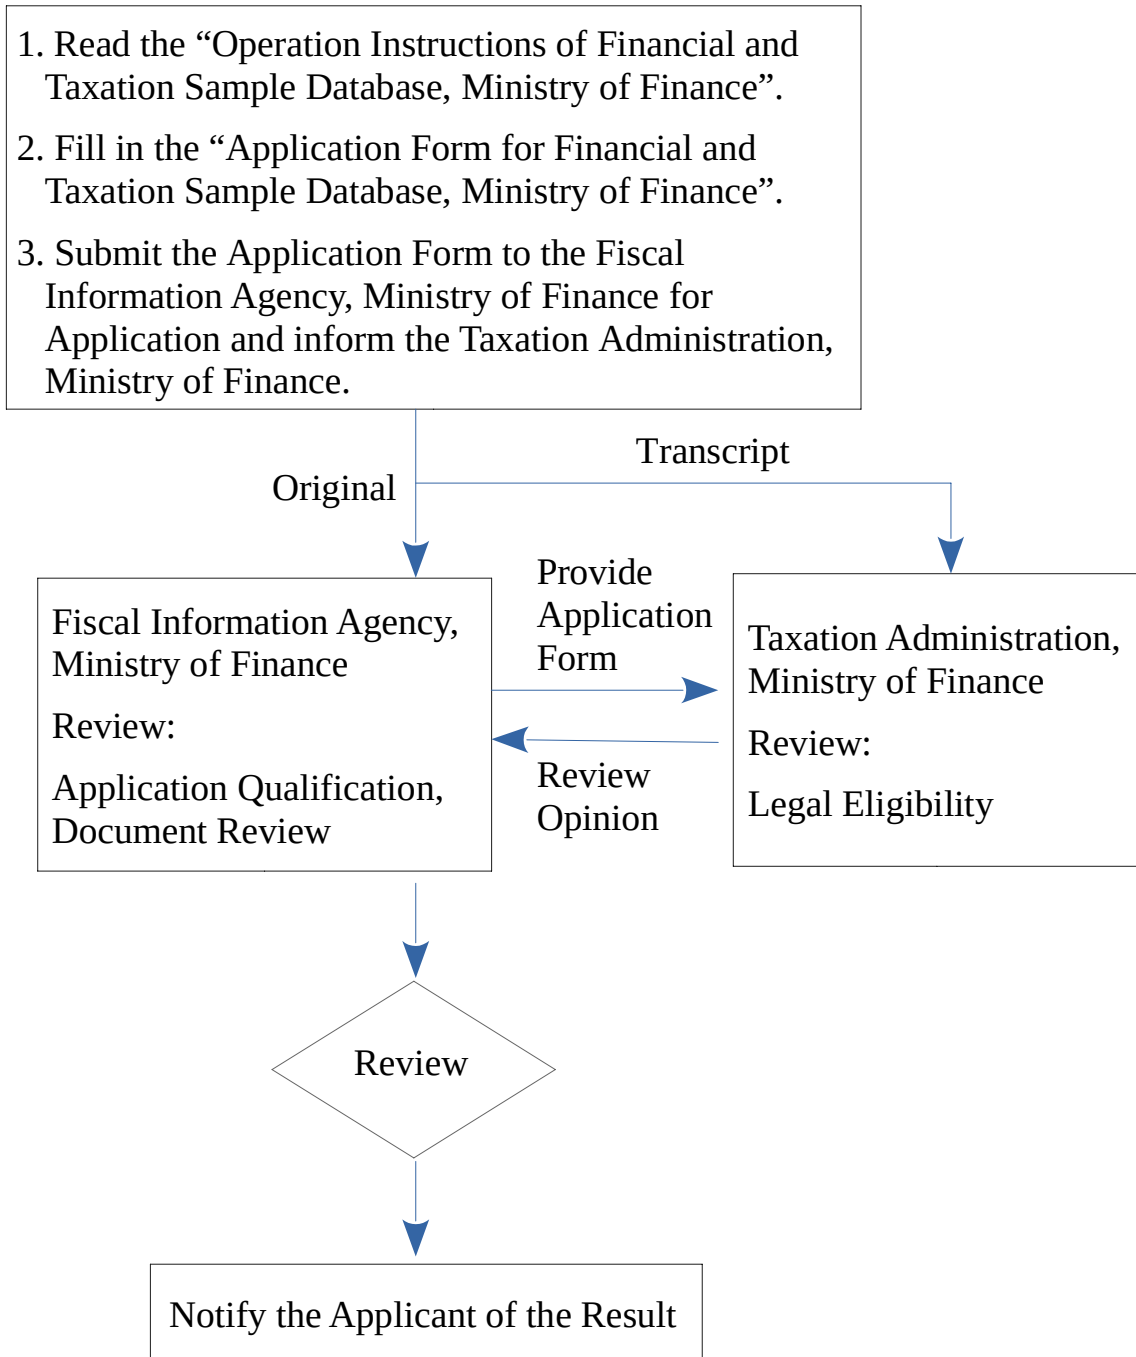 1. Read the “Operation Instructions of Financial and
Taxation Sample Database, Ministry of Finance”.
2. Fill in the “Application Form for Financial and
Taxation Sample Database, Ministry of Finance”.
3. Submit the Application Form to the Fiscal
Information Agency, Ministry of Finance for
Application and inform the Taxation Administration,
Ministry of Finance.
Transcript
Original
Provide
Application
Form
Fiscal Information Agency,
Ministry of Finance
Review:
Application Qualification,
Document Review
Taxation Administration,
Ministry of Finance
Review:
Legal Eligibility
Review
Opinion
Review
Notify the Applicant of the Result